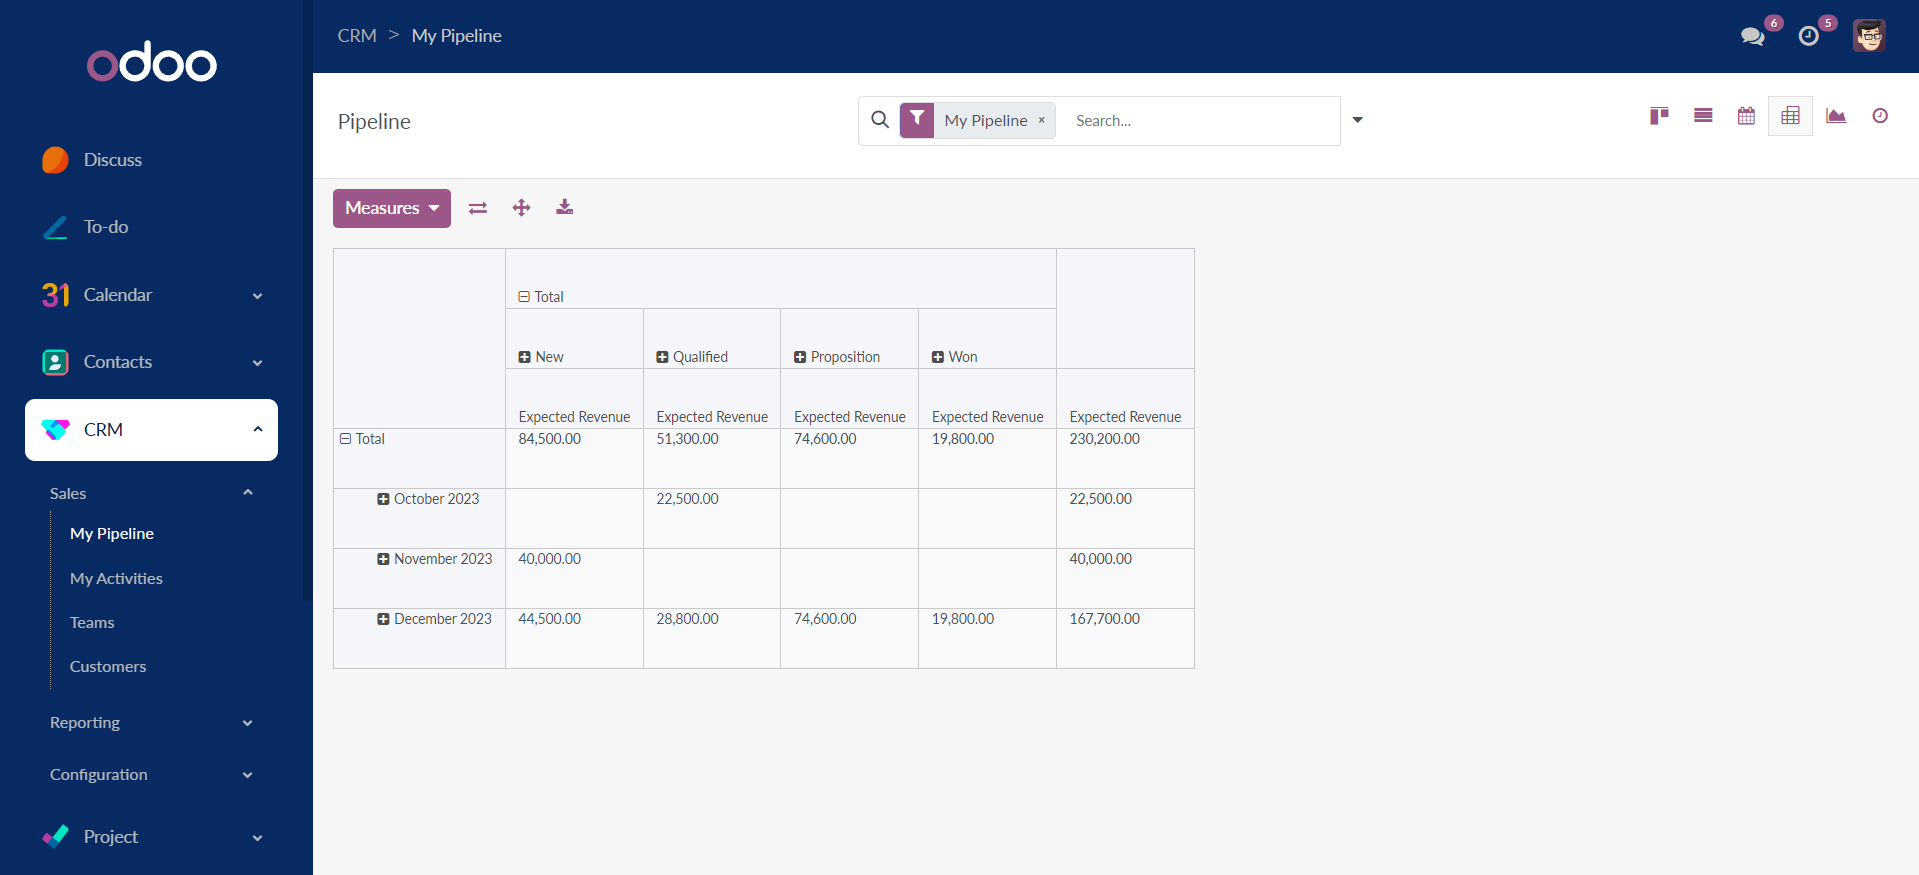 odoo
Discuss
To-do
31 Calendar
Contacts
CRM
Sales
My Pipeline
My Activities
Teams
Customers
Reporting
Configuration
Project
CRM > My Pipeline
6 5
Pipeline
My Pipeline × Search...
Measures
Total
New Qualified Proposition Won
Expected Revenue Expected Revenue Expected Revenue Expected Revenue Expected Revenue
Total 84,500.00 51,300.00 74,600.00 19,800.00 230,200.00
October 2023 22,500.00 22,500.00
November 2023 40,000.00 40,000.00
December 2023 44,500.00 28,800.00 74,600.00 19,800.00 167,700.00